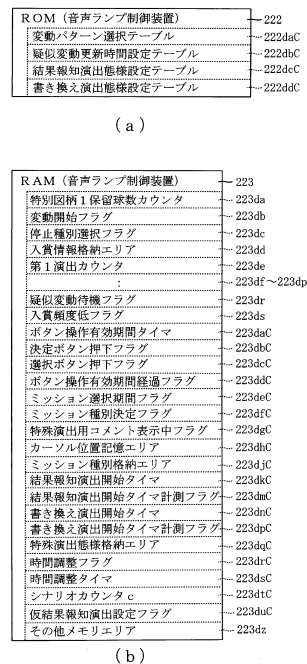 ROM（音声ランプ制御装置） 222
変動パターン選択テーブル 222daC
疑似変動更新時間設定テーブル 222dbC
結果報知演出態様設定テーブル 222dcC
書き換え演出態様設定テーブル 222ddC
（a）
RAM（音声ランプ制御装置） 223
特別図柄1保留球数カウンタ 223da
変動開始フラグ 223db
停止種別選択フラグ 223dc
入賞情報格納エリア 223dd
第1演出カウンタ 223de
： 223df〜223dp
疑似変動待機フラグ 223dr
入賞頻度低フラグ 223ds
ボタン操作有効期間タイマ 223daC
決定ボタン押下フラグ 223dbC
選択ボタン押下フラグ 223dcC
ボタン操作有効期間経過フラグ 223ddC
ミッション選択期間フラグ 223deC
ミッション種別決定フラグ 223dfC
特殊演出用コメント表示中フラグ 223dgC
カーソル位置記憶エリア 223dhC
ミッション種別格納エリア 223djC
結果報知演出開始タイマ 223dkC
結果報知演出開始タイマ計測フラグ 223dmC
書き換え演出開始タイマ 223dnC
書き換え演出開始タイマ計測フラグ 223dpC
特殊演出態様格納エリア 223dqC
時間調整フラグ 223drC
時間調整タイマ 223dsC
シナリオカウンタc 223dtC
仮結果報知演出設定フラグ 223duC
その他メモリエリア 223dz
（b）